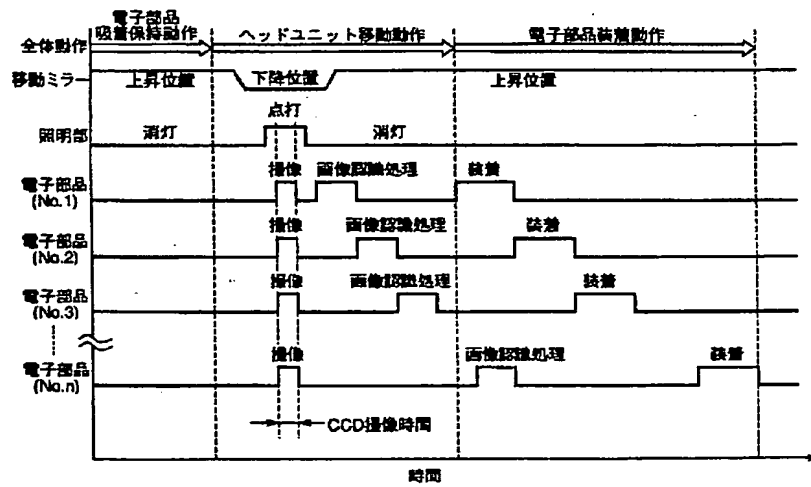 電子部品
吸着保持動作
ヘッドユニット移動動作
電子部品装着動作
全体動作
移動ミラー
上昇位置
下降位置
上昇位置
点灯
照明部
消灯
消灯
電子部品
(No.1)
撮像
画像認識処理
装着
電子部品
(No.2)
撮像
画像認識処理
装着
電子部品
(No.3)
撮像
画像認識処理
装着
電子部品
(No.n)
撮像
画像認識処理
装着
CCD撮像時間
時間